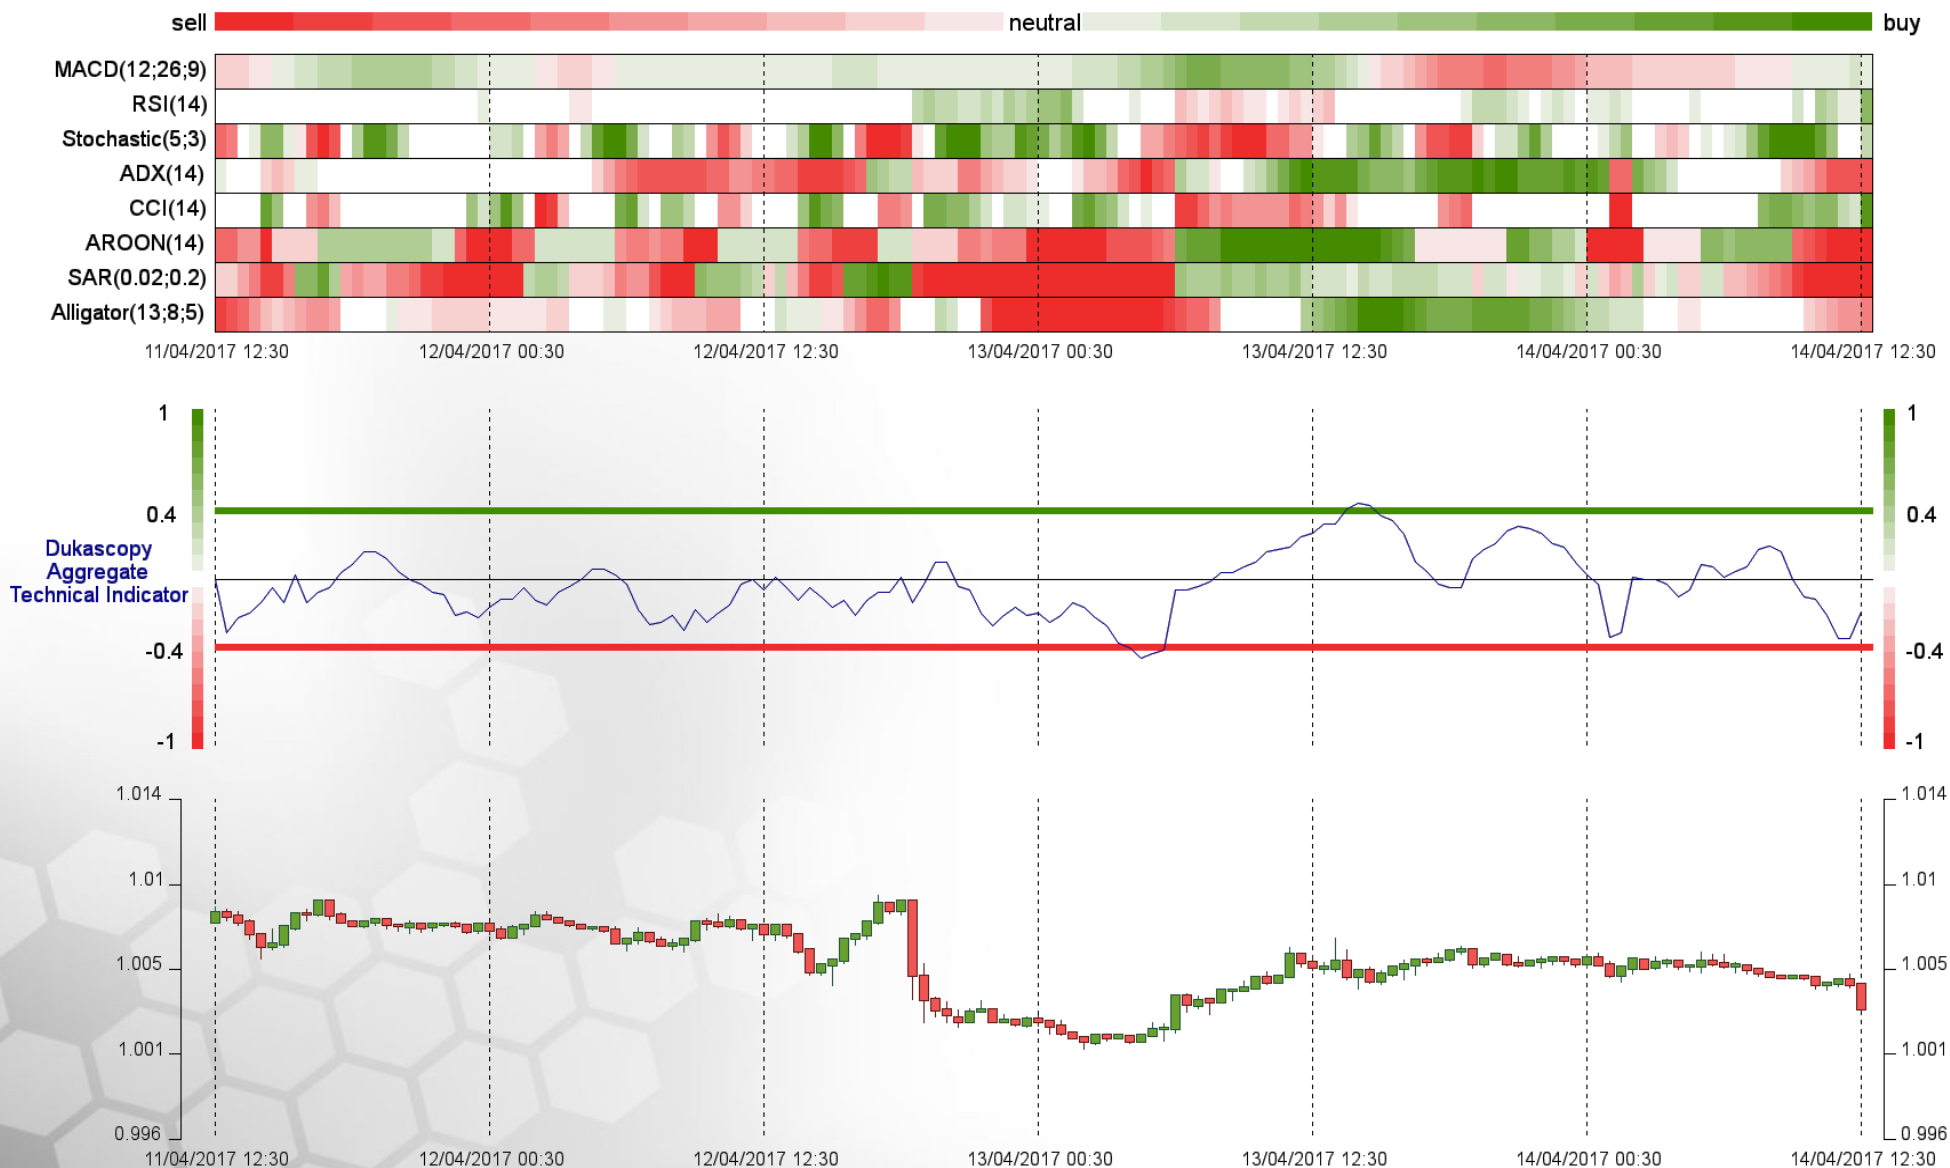 sell neutral buy
MACD(12;26;9)
RSI(14)
Stochastic(5;3)
ADX(14)
CCI(14)
AROON(14)
SAR(0.02;0.2)
Alligator(13;8;5)
11/04/2017 12:30 12/04/2017 00:30 12/04/2017 12:30 13/04/2017 00:30 13/04/2017 12:30 14/04/2017 00:30 14/04/2017 12:30
1 1
0.4 0.4
Dukascopy
Aggregate
Technical Indicator
-0.4 -0.4
-1 -1
1.014 1.014
1.01 1.01
1.005 1.005
1.001 1.001
0.996 0.996
11/04/2017 12:30 12/04/2017 00:30 12/04/2017 12:30 13/04/2017 00:30 13/04/2017 12:30 14/04/2017 00:30 14/04/2017 12:30